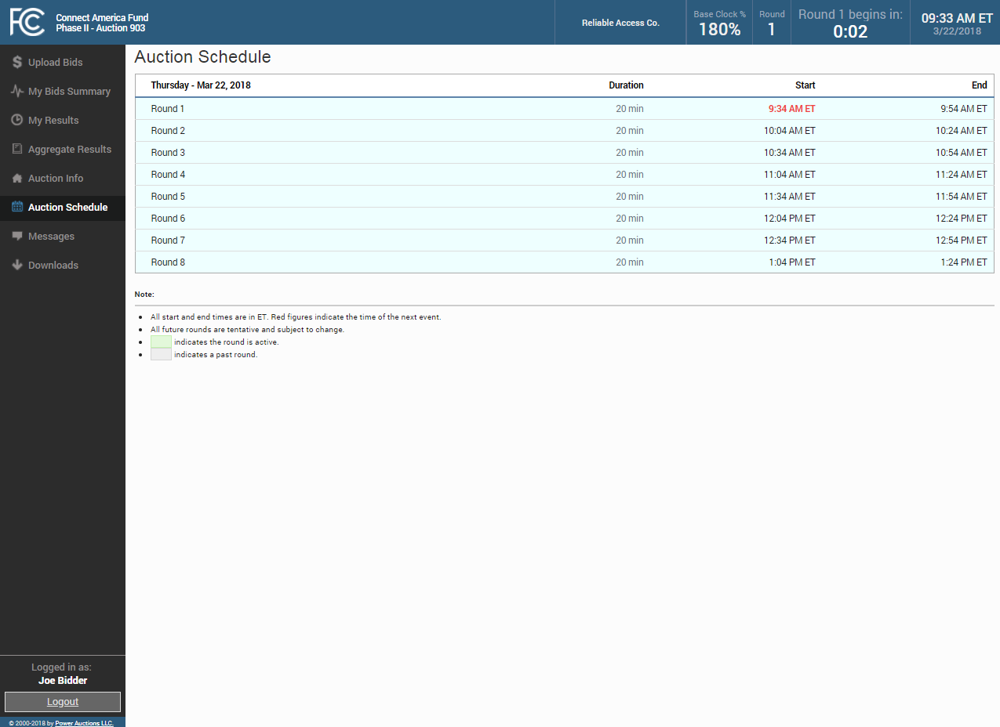 FCC
Connect America Fund
Phase II - Auction 903
Reliable Access Co.
Base Clock %
180%
Round
1
Round 1 begins in:
0:02
09:33 AM ET
3/22/2018
Upload Bids
My Bids Summary
My Results
Aggregate Results
Auction Info
Auction Schedule
Messages
Downloads
Logged in as:
Joe Bidder
Logout
© 2000-2018 by Power Auctions LLC.
Auction Schedule
Thursday - Mar 22, 2018 Duration Start End
Round 1 20 min 9:34 AM ET 9:54 AM ET
Round 2 20 min 10:04 AM ET 10:24 AM ET
Round 3 20 min 10:34 AM ET 10:54 AM ET
Round 4 20 min 11:04 AM ET 11:24 AM ET
Round 5 20 min 11:34 AM ET 11:54 AM ET
Round 6 20 min 12:04 PM ET 12:24 PM ET
Round 7 20 min 12:34 PM ET 12:54 PM ET
Round 8 20 min 1:04 PM ET 1:24 PM ET
Note:
All start and end times are in ET. Red figures indicate the time of the next event.
All future rounds are tentative and subject to change.
indicates the round is active.
indicates a past round.